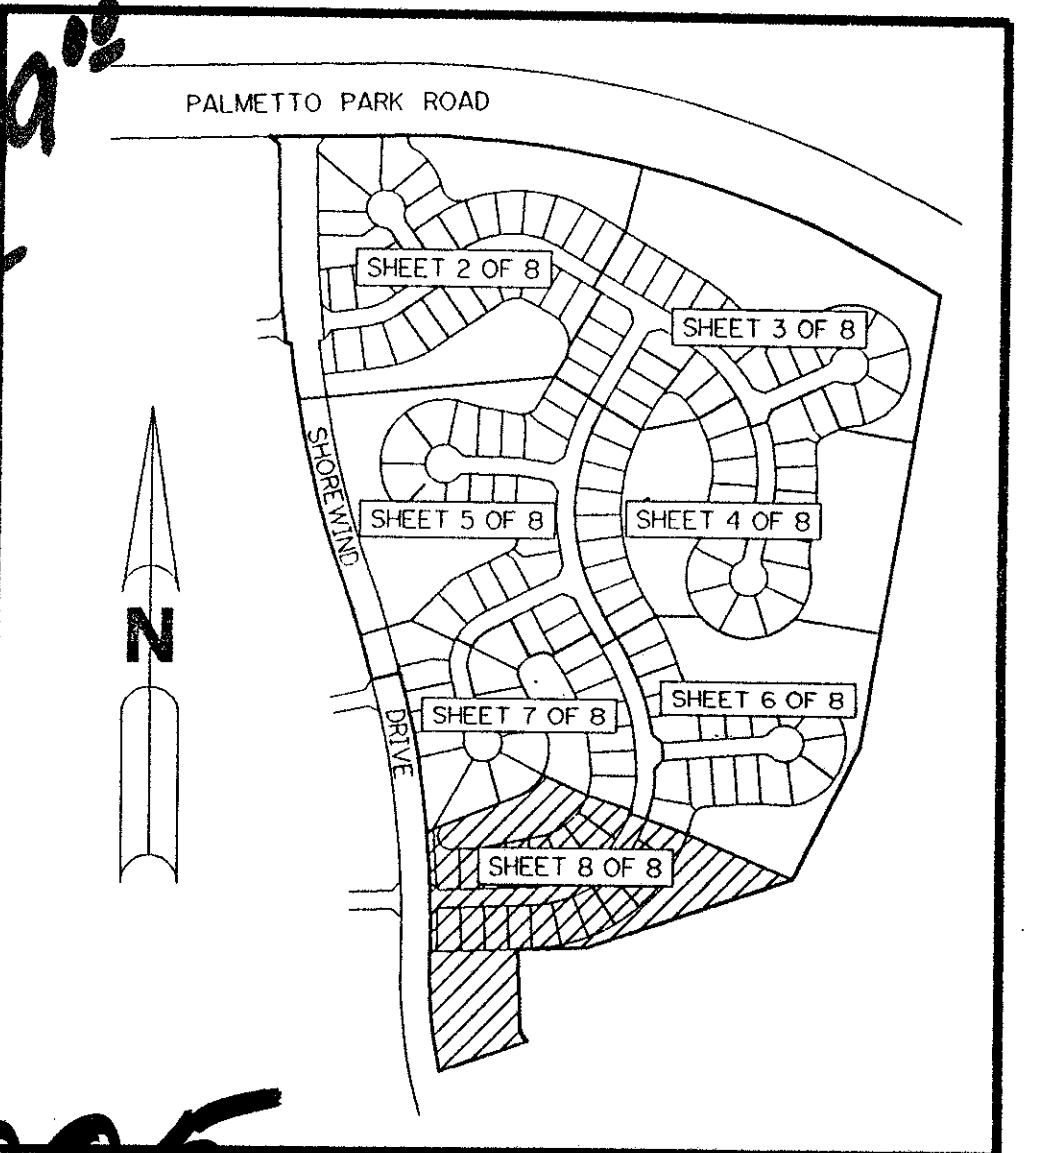 PALMETTO PARK ROAD
SHEET 2 OF 8
SHEET 3 OF 8
SHOREWIND
SHEET 5 OF 8
SHEET 4 OF 8
N
SHEET 6 OF 8
SHEET 7 OF 8
DRIVE
SHEET 8 OF 8